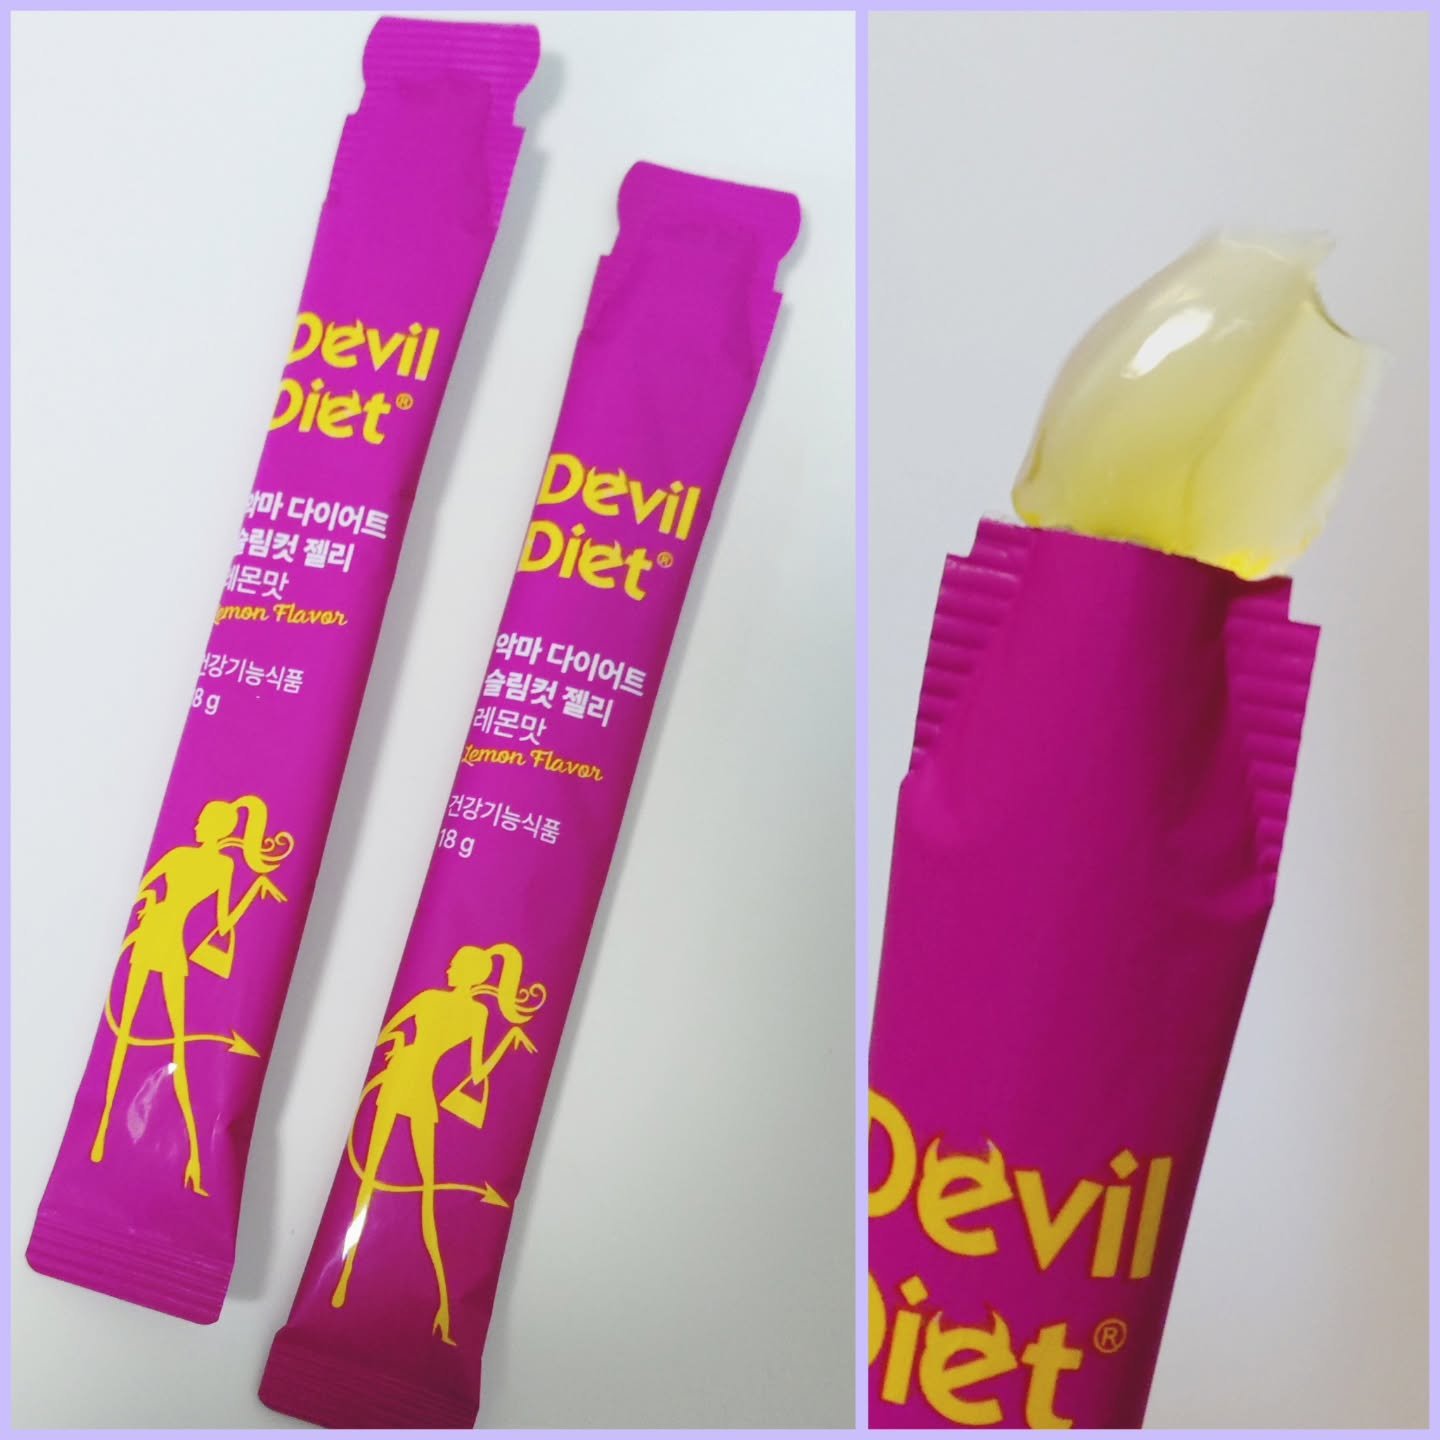 Devil
Diet®
악마 다이어트
슬림컷 젤리
레몬맛
Lemon Flavor
건강기능식품
18 g
Devil
Diet®
악마 다이어트
슬림컷 젤리
레몬맛
Lemon Flavor
건강기능식품
18 g
Devil
Diet®